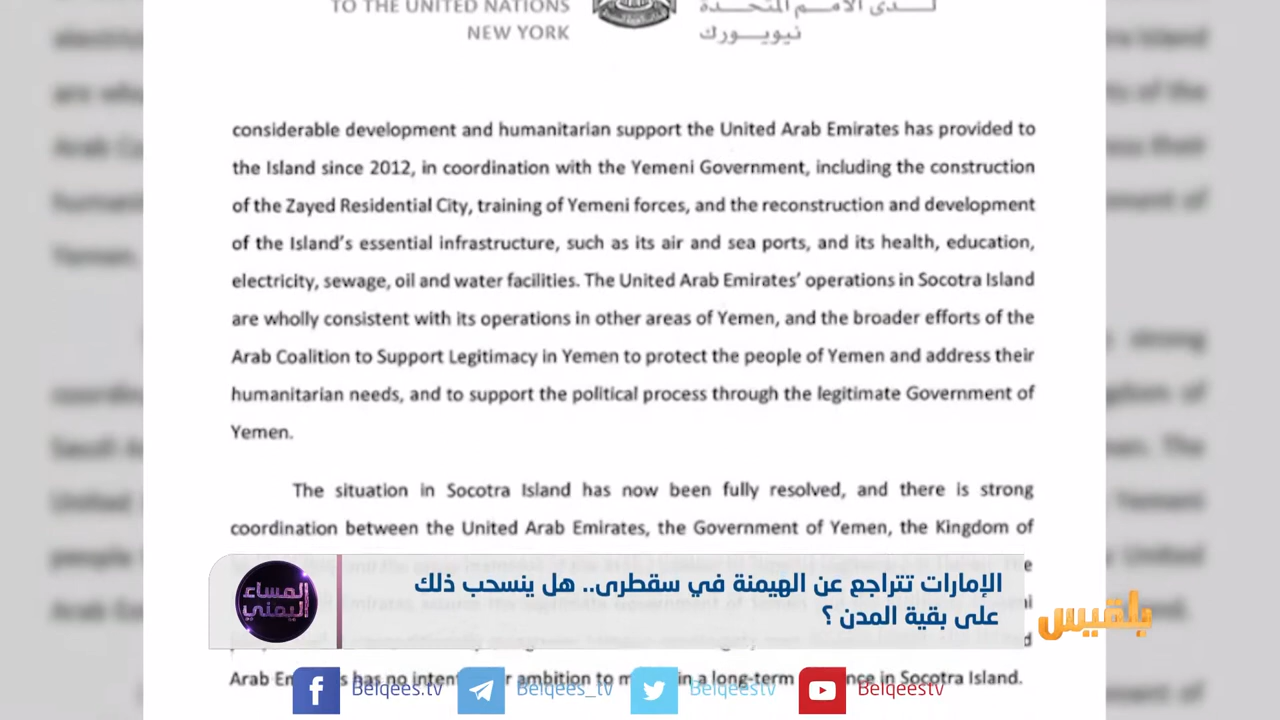 TO THE UNITED NATIONS
NEW YORK
لدى الأمم المتحدة
نيويورك
considerable development and humanitarian support the United Arab Emirates has provided to
the Island since 2012, in coordination with the Yemeni Government, including the construction
of the Zayed Residential City, training of Yemeni forces, and the reconstruction and development
of the Island's essential infrastructure, such as its air and sea ports, and its health, education,
electricity, sewage, oil and water facilities. The United Arab Emirates' operations in Socotra Island
are wholly consistent with its operations in other areas of Yemen, and the broader efforts of the
Arab Coalition to Support Legitimacy in Yemen to protect the people of Yemen and address their
humanitarian needs, and to support the political process through the legitimate Government of
Yemen.
The situation in Socotra Island has now been fully resolved, and there is strong
coordination between the United Arab Emirates, the Government of Yemen, the Kingdom of
المساء
اليمني
الإمارات تتراجع عن الهيمنة في سقطرى.. هل ينسحب ذلك
على بقية المدن ؟
بلقيس
Arab has no ambition to in a long-term in Socotra Island.
Belqees.tv
Belqees_tv
Belqeestv
Belqeestv